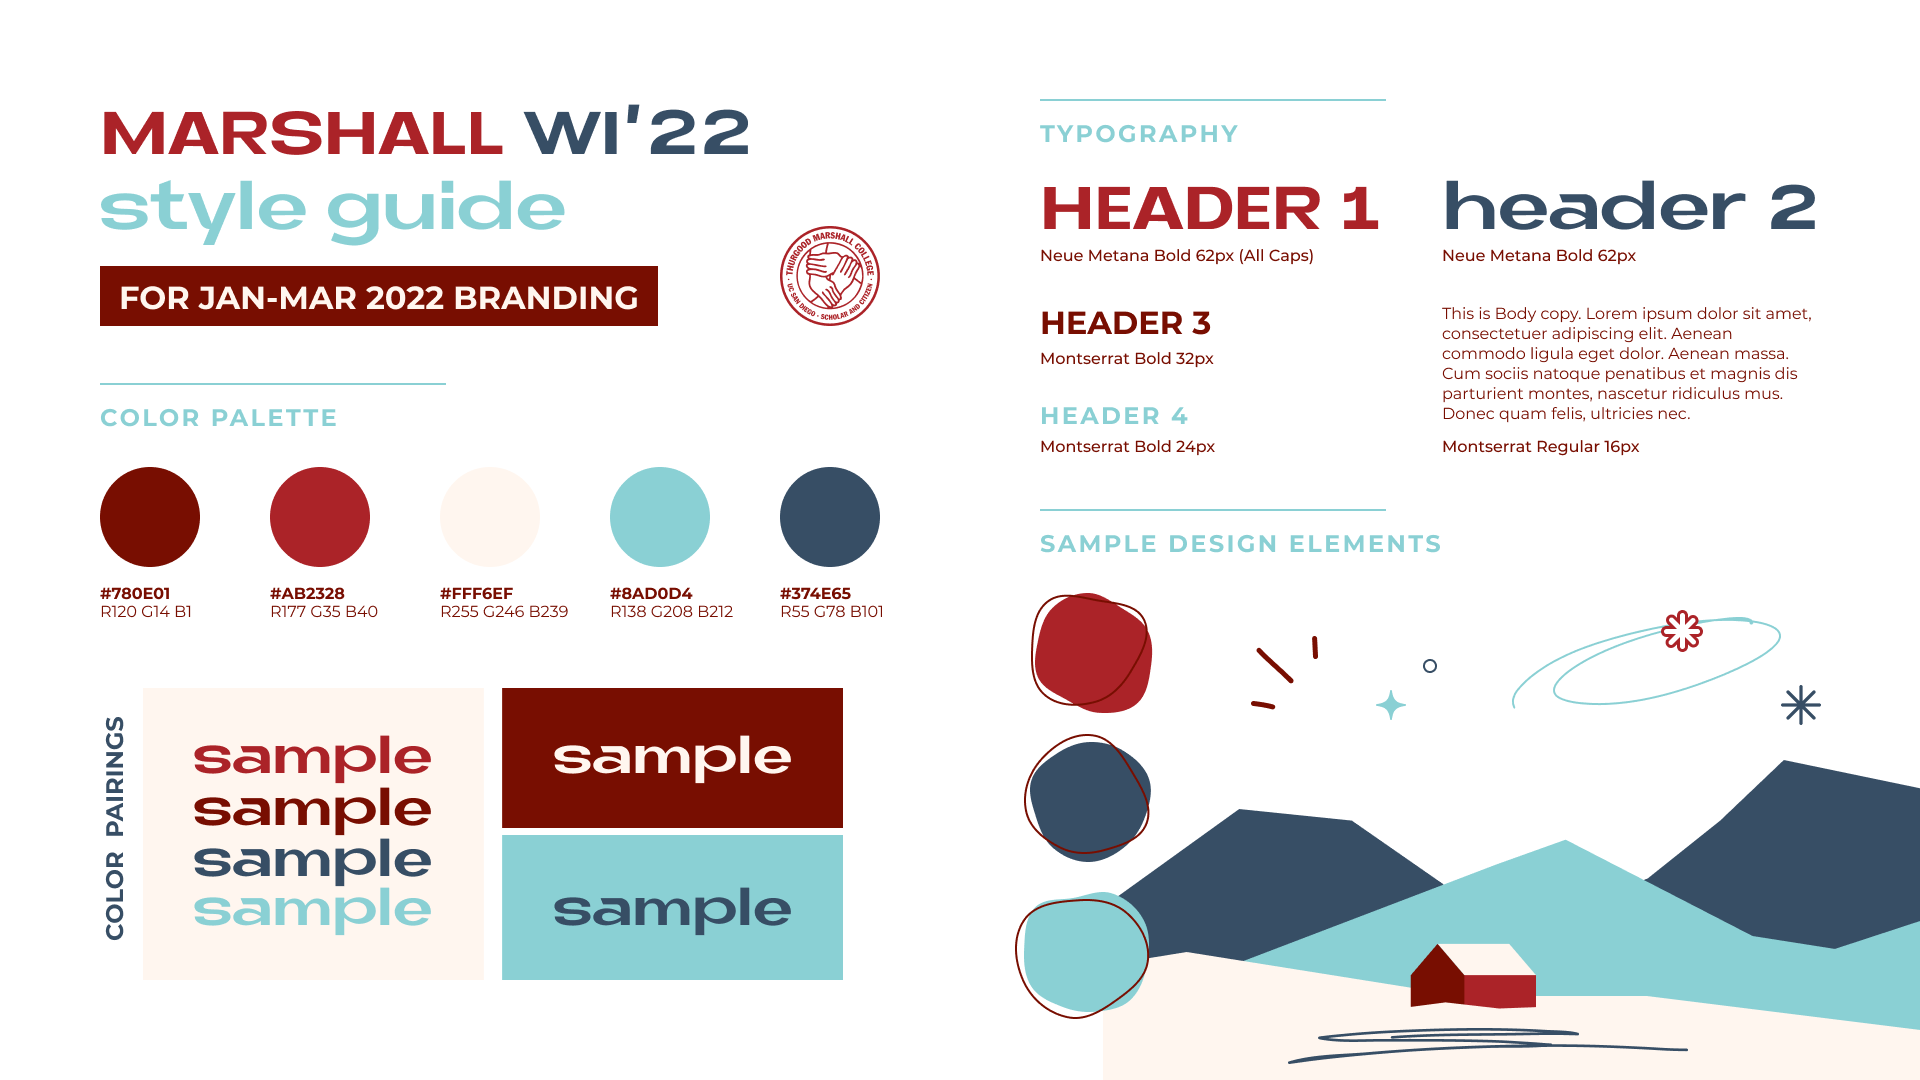 MARSHALL WI'22
style guide
FOR JAN-MAR 2022 BRANDING
THURGOOD MARSHALL COLLEGE
UC SAN DIEGO · SCHOLAR AND CITIZEN
COLOR PALETTE
#780E01
R120 G14 B1
#AB2328
R177 G35 B40
#FFF6EF
R255 G246 B239
#8AD0D4
R138 G208 B212
#374E65
R55 G78 B101
COLOR PAIRINGS
sample
sample
sample
sample
sample
sample
TYPOGRAPHY
HEADER 1
Neue Metana Bold 62px (All Caps)
header 2
Neue Metana Bold 62px
HEADER 3
Montserrat Bold 32px
HEADER 4
Montserrat Bold 24px
This is Body copy. Lorem ipsum dolor sit amet,
consectetuer adipiscing elit. Aenean
commodo ligula eget dolor. Aenean massa.
Cum sociis natoque penatibus et magnis dis
parturient montes, nascetur ridiculus mus.
Donec quam felis, ultricies nec.
Montserrat Regular 16px
SAMPLE DESIGN ELEMENTS